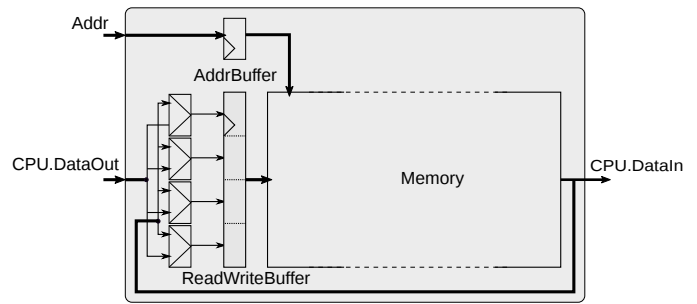 Addr
AddrBuffer
CPU.DataOut
Memory
CPU.DataIn
ReadWriteBuffer